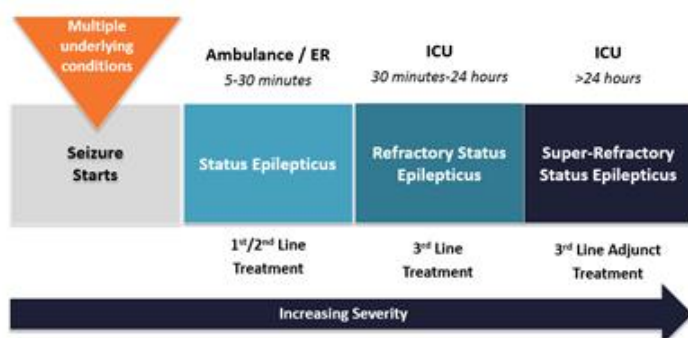 Multiple
underlying
conditions
Ambulance / ER
5-30 minutes
ICU
30 minutes-24 hours
ICU
>24 hours
Seizure
Starts
Status Epilepticus
Refractory Status
Epilepticus
Super-Refractory
Status Epilepticus
1st/2nd Line
Treatment
3rd Line
Treatment
3rd Line Adjunct
Treatment
Increasing Severity